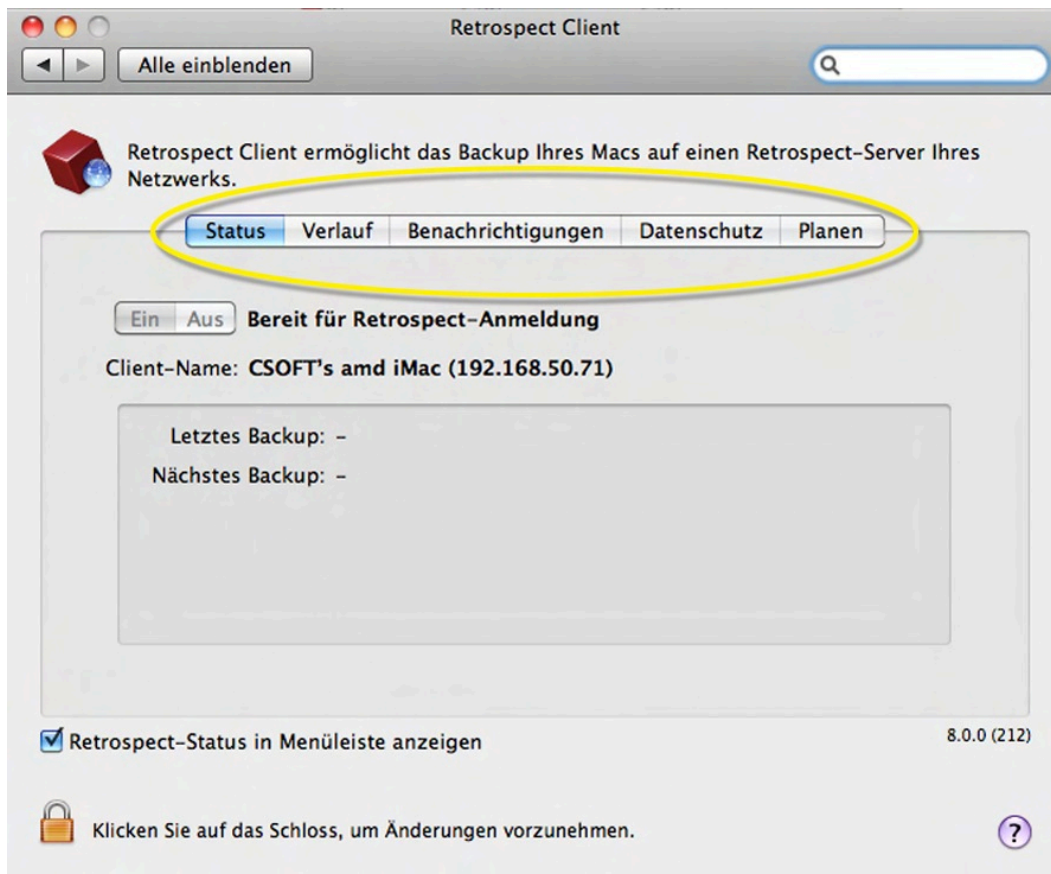 Retrospect Client
Alle einblenden
Retrospect Client ermöglicht das Backup Ihres Macs auf einen Retrospect-Server Ihres
Netzwerks.
Status Verlauf Benachrichtigungen Datenschutz Planen
Ein Aus Bereit für Retrospect-Anmeldung
Client-Name: CSOFT's amd iMac (192.168.50.71)
Letztes Backup: –
Nächstes Backup: –
Retrospect-Status in Menüleiste anzeigen
8.0.0 (212)
Klicken Sie auf das Schloss, um Änderungen vorzunehmen.
?